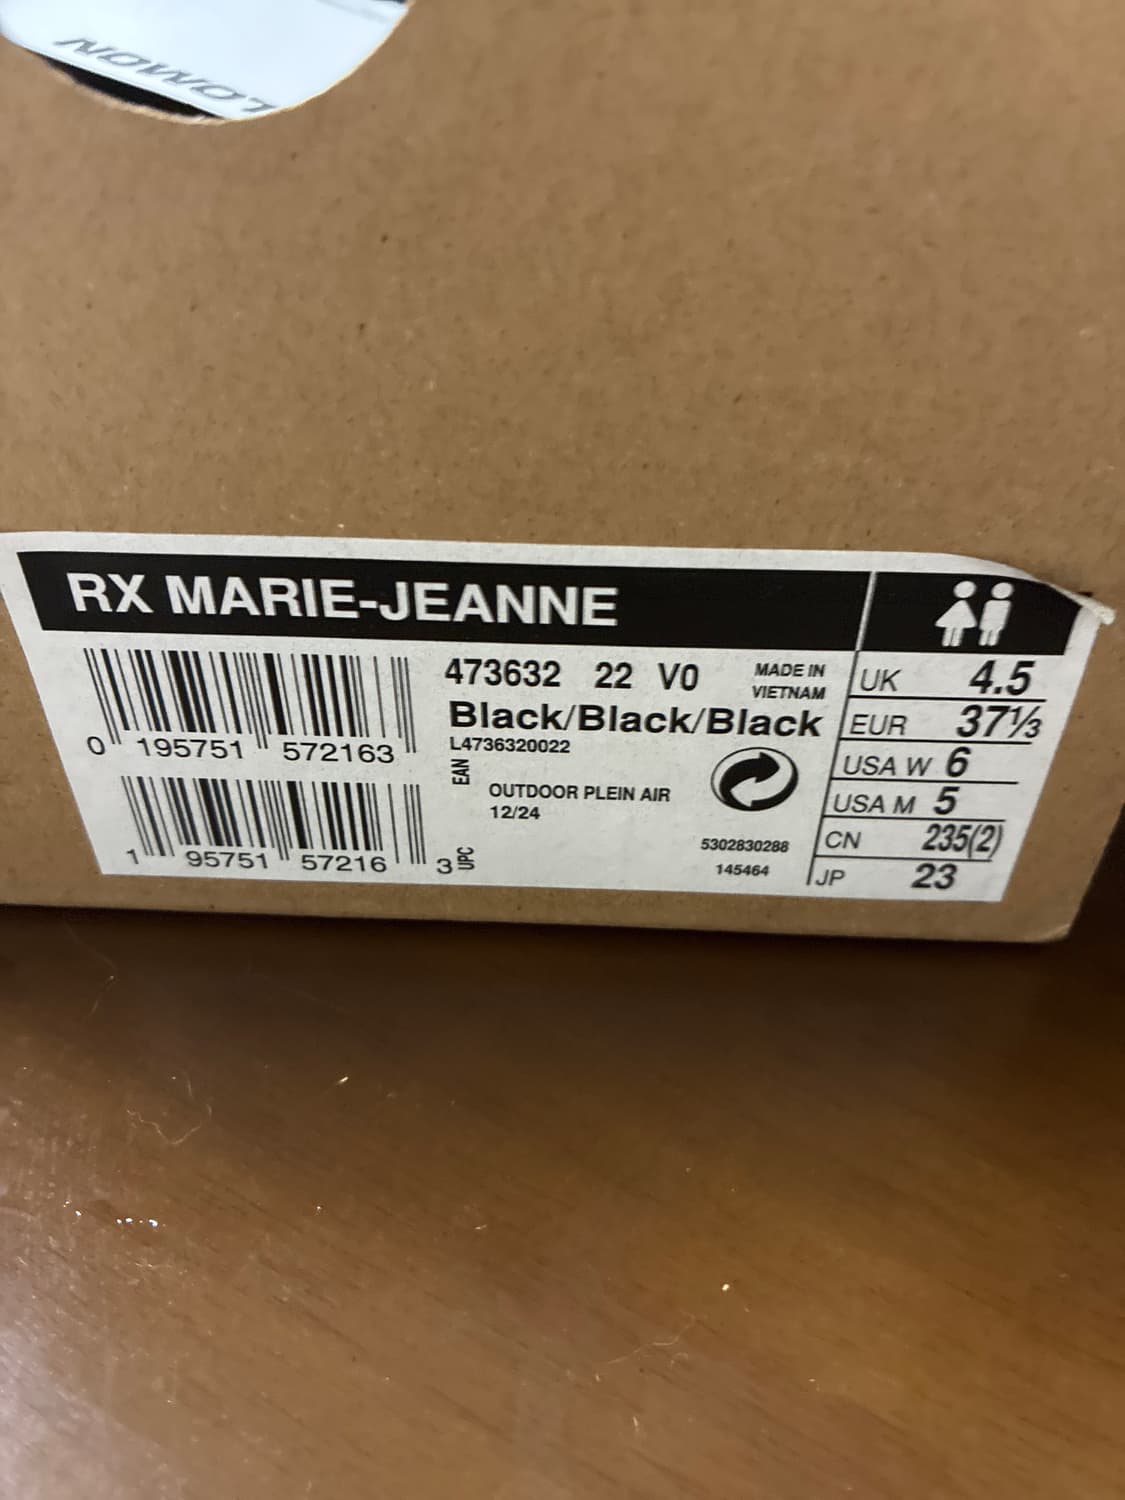 RX MARIE-JEANNE
0 195751 572163
EAN
1 95751 57216 3
UPC
473632 22 V0
MADE IN
VIETNAM
Black/Black/Black
L4736320022
OUTDOOR PLEIN AIR
12/24
5302830288
145464
UK 4.5
EUR 37⅓
USA W 6
USA M 5
CN 235(2)
JP 23